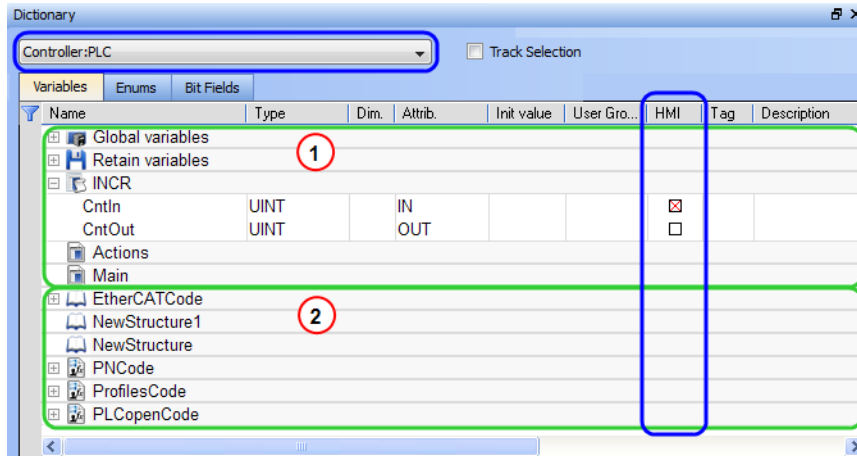 Dictionary
Controller:PLC
Track Selection
Variables Enums Bit Fields
Name Type Dim. Attrib. Init value User Gro... HMI Tag Description
Global variables
1
Retain variables
INCR
CntIn UINT IN
CntOut UINT OUT
Actions
Main
EtherCATCode
2
NewStructure1
NewStructure
PNCode
ProfilesCode
PLCopenCode